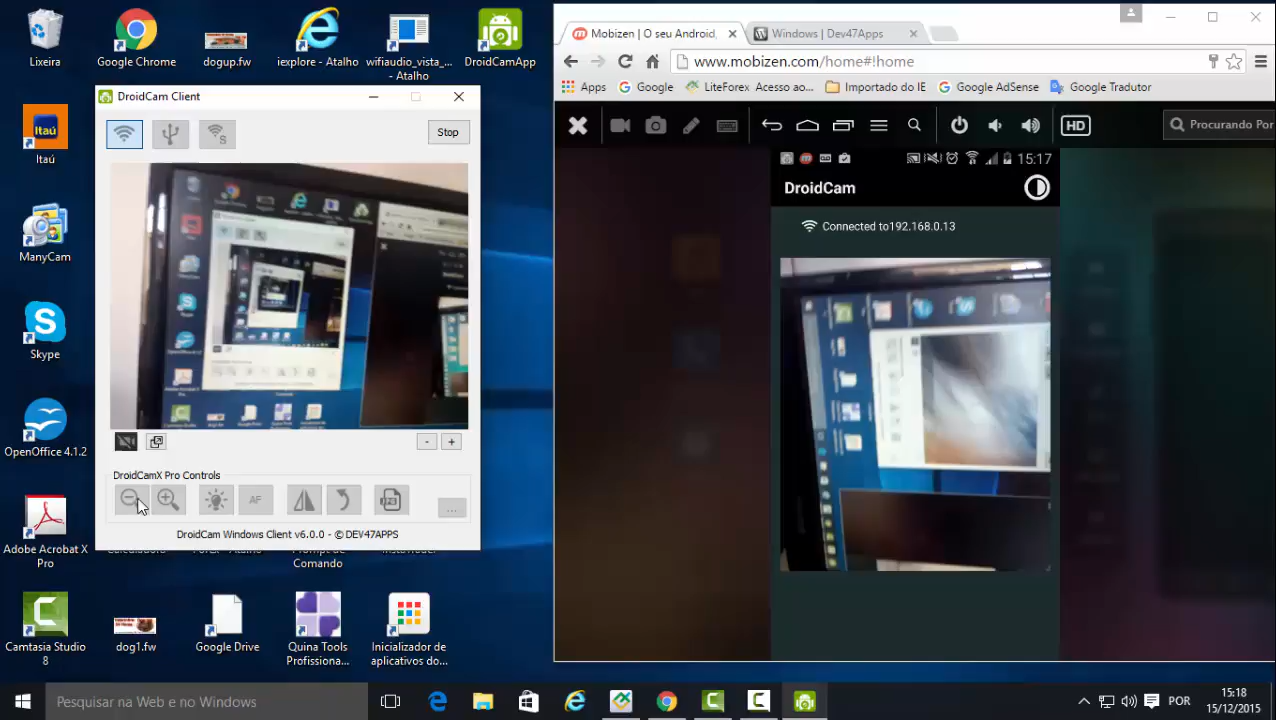 Lixeira
Google Chrome
dogup.fw
iexplore - Atalho
wifiaudio_vista_...
- Atalho
DroidCamApp
Itaú
Itaú
ManyCam
Skype
OpenOffice 4.1.2
Adobe Acrobat X
Pro
Prompt de
Comando
Camtasia Studio
8
dog1.fw
Google Drive
Quina Tools
Profissiona...
Inicializador de
aplicativos do...
DroidCam Client
Stop
-
+
DroidCamX Pro Controls
AF
...
DroidCam Windows Client v6.0.0 - © DEV47APPS
Mobizen | O seu Android,
Windows | Dev47Apps
www.mobizen.com/home#!home
Apps
Google
LiteForex Acesso ao...
Importado do IE
Google AdSense
Google Tradutor
HD
Procurando Por
15:17
DroidCam
Connected to192.168.0.13
Pesquisar na Web e no Windows
POR
15:18
15/12/2015